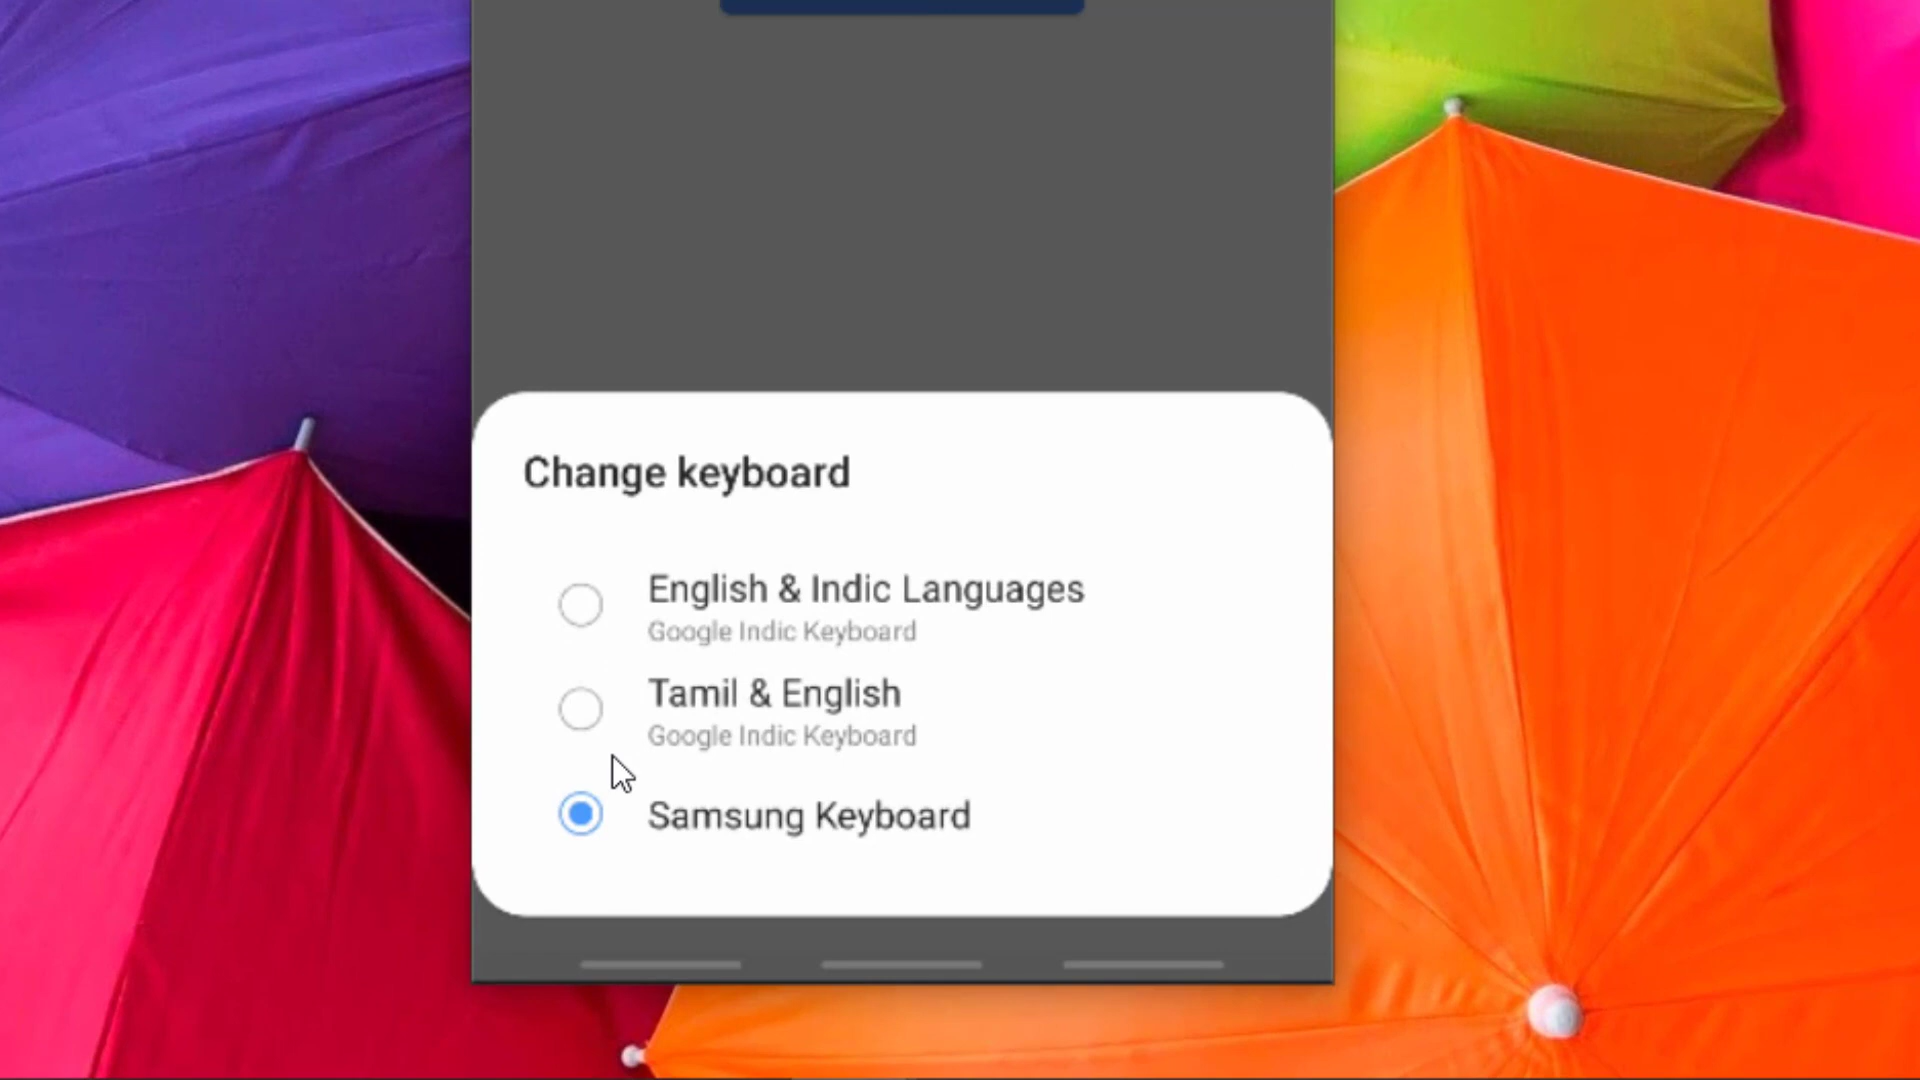 Change keyboard
English & Indic Languages
Google Indic Keyboard
Tamil & English
Google Indic Keyboard
Samsung Keyboard